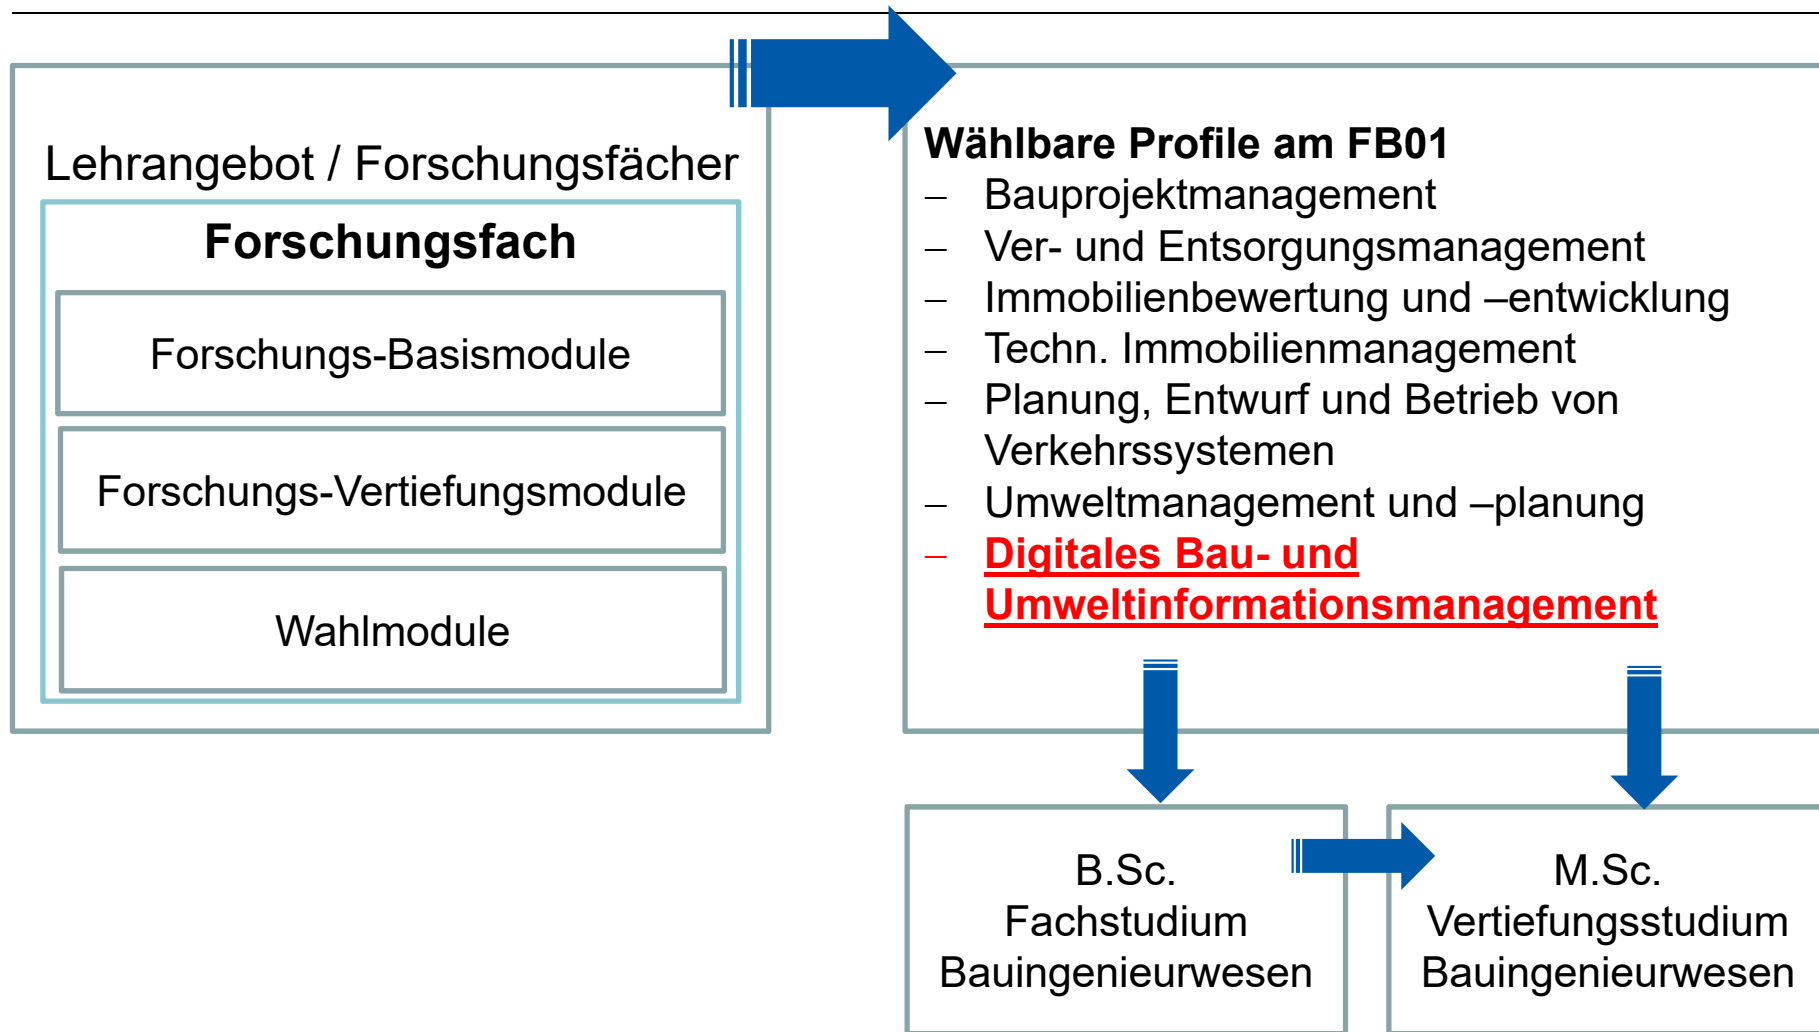 Lehrangebot / Forschungsfächer
Forschungsfach
Forschungs-Basismodule
Forschungs-Vertiefungsmodule
Wahlmodule
Wählbare Profile am FB01
– Bauprojektmanagement
– Ver- und Entsorgungsmanagement
– Immobilienbewertung und –entwicklung
– Techn. Immobilienmanagement
– Planung, Entwurf und Betrieb von
Verkehrssystemen
– Umweltmanagement und –planung
– Digitales Bau- und
Umweltinformationsmanagement
B.Sc.
Fachstudium
Bauingenieurwesen
M.Sc.
Vertiefungsstudium
Bauingenieurwesen